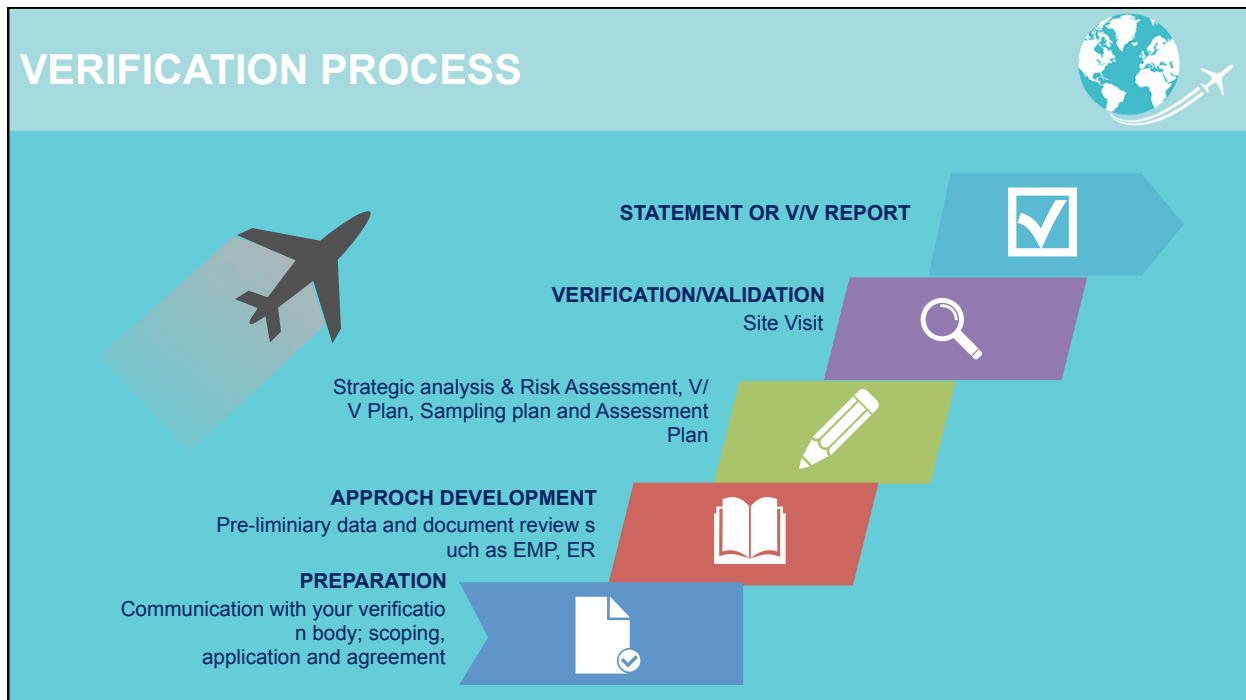 VERIFICATION PROCESS
STATEMENT OR V/V REPORT
VERIFICATION/VALIDATION
Site Visit
Strategic analysis & Risk Assessment, V/
V Plan, Sampling plan and Assessment
Plan
APPROCH DEVELOPMENT
Pre-liminiary data and document review s
uch as EMP, ER
PREPARATION
Communication with your verificatio
n body; scoping,
application and agreement